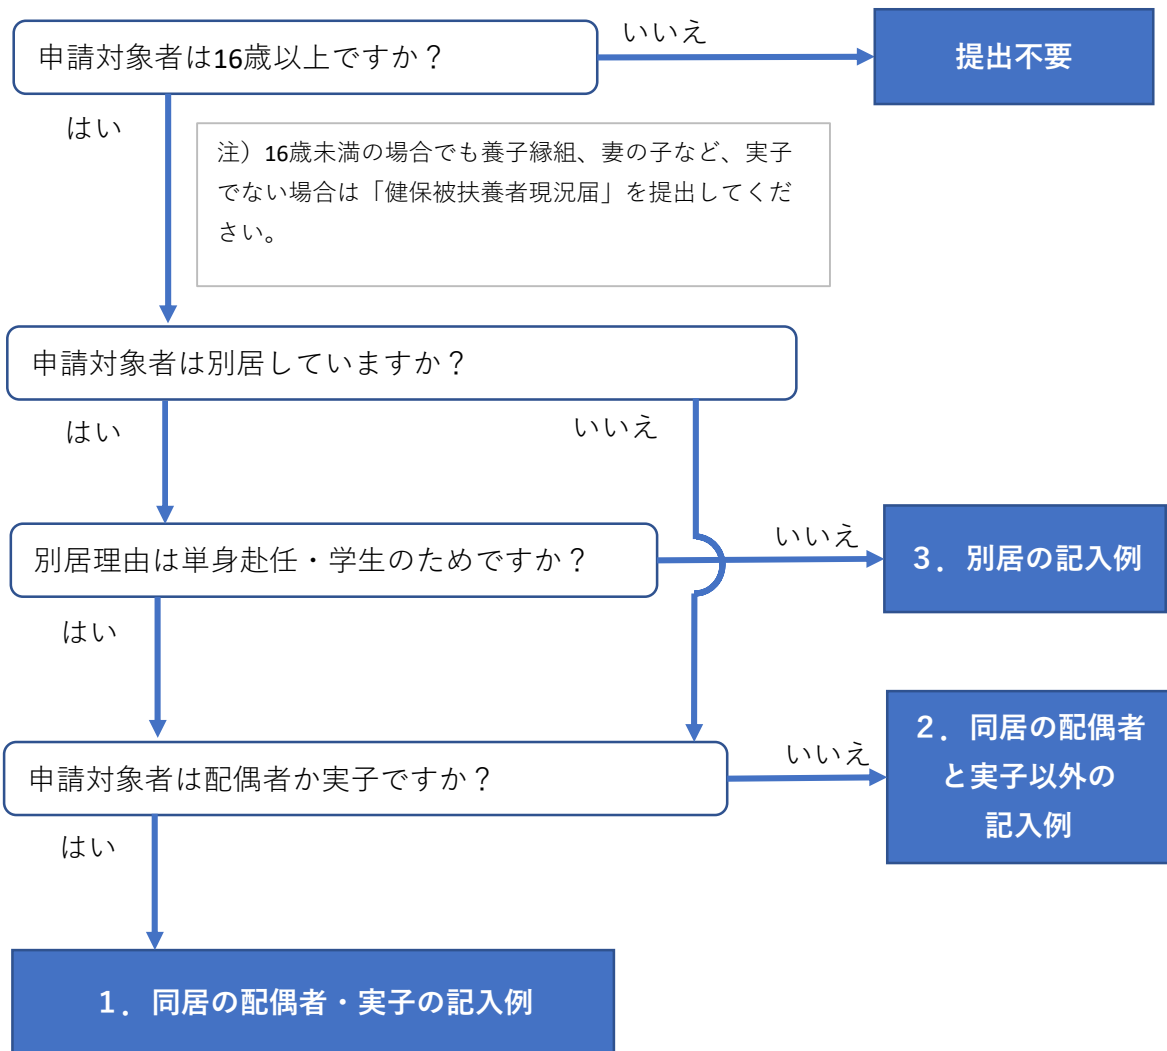 申請対象者は16歳以上ですか？
いいえ
提出不要
はい
注）16歳未満の場合でも養子縁組、妻の子など、実子
でない場合は「健保被扶養者現況届」を提出してくだ
さい。
申請対象者は別居していますか？
はい
いいえ
別居理由は単身赴任・学生のためですか？
いいえ
３．別居の記入例
はい
申請対象者は配偶者か実子ですか？
いいえ
２．同居の配偶者
と実子以外の
記入例
はい
１．同居の配偶者・実子の記入例